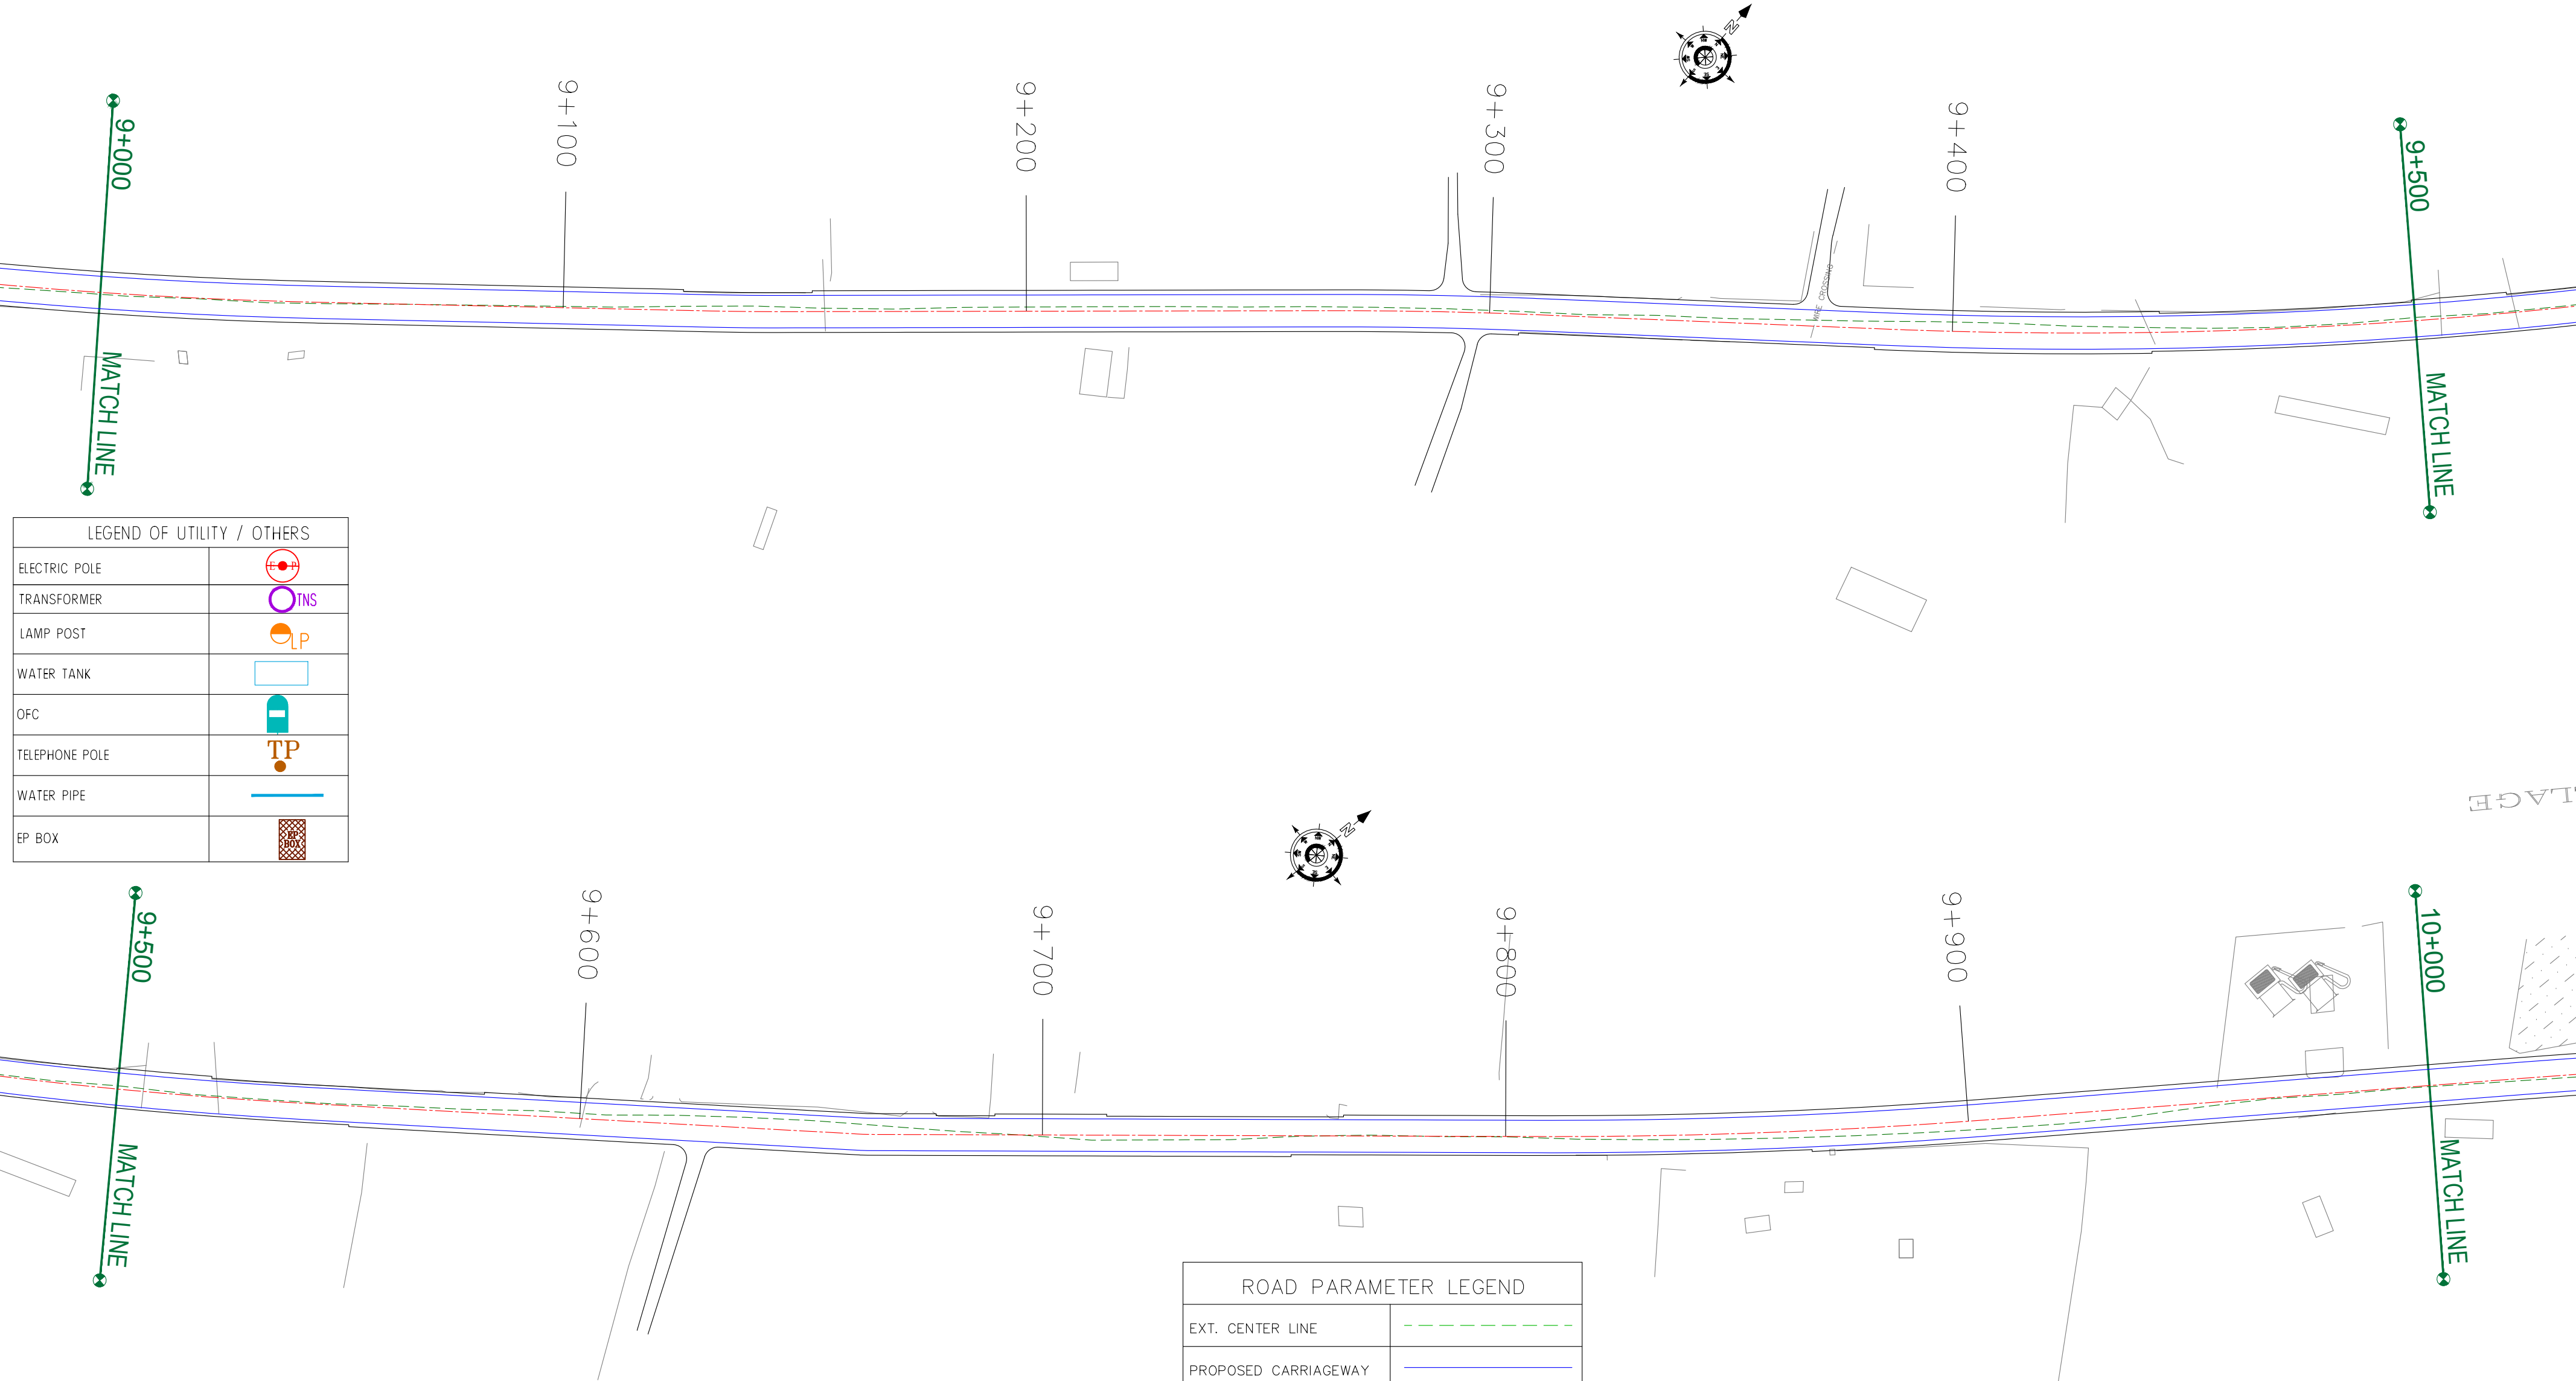 N
9+000
9+100
9+200
9+300
9+400
9+500
WIRE CROSSING
MATCH LINE
MATCH LINE
LEGEND OF UTILITY / OTHERS
ELECTRIC POLE
E P
TRANSFORMER
TNS
LAMP POST
LP
WATER TANK
OFC
TELEPHONE POLE
TP
WATER PIPE
EP BOX
EP
BOX
LLAGE
N
9+500
9+600
9+700
9+800
9+900
10+000
MATCH LINE
MATCH LINE
ROAD PARAMETER LEGEND
EXT. CENTER LINE
PROPOSED CARRIAGEWAY